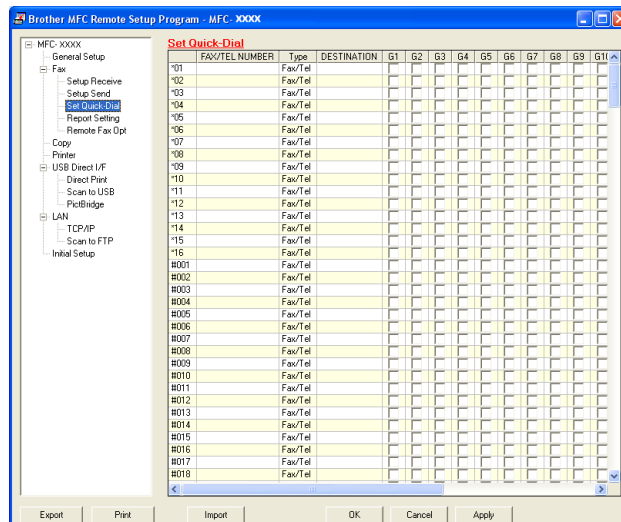 Brother MFC Remote Setup Program - MFC- XXXX
MFC- XXXX
General Setup
Fax
Setup Receive
Setup Send
Set Quick-Dial
Report Setting
Remote Fax Opt
Copy
Printer
USB Direct I/F
Direct Print
Scan to USB
PictBridge
LAN
TCP/IP
Scan to FTP
Initial Setup
Set Quick-Dial
FAX/TEL NUMBER Type DESTINATION G1 G2 G3 G4 G5 G6 G7 G8 G9 G1(
*01 Fax/Tel
*02 Fax/Tel
*03 Fax/Tel
*04 Fax/Tel
*05 Fax/Tel
*06 Fax/Tel
*07 Fax/Tel
*08 Fax/Tel
*09 Fax/Tel
*10 Fax/Tel
*11 Fax/Tel
*12 Fax/Tel
*13 Fax/Tel
*14 Fax/Tel
*15 Fax/Tel
*16 Fax/Tel
#001 Fax/Tel
#002 Fax/Tel
#003 Fax/Tel
#004 Fax/Tel
#005 Fax/Tel
#006 Fax/Tel
#007 Fax/Tel
#008 Fax/Tel
#009 Fax/Tel
#010 Fax/Tel
#011 Fax/Tel
#012 Fax/Tel
#013 Fax/Tel
#014 Fax/Tel
#015 Fax/Tel
#016 Fax/Tel
#017 Fax/Tel
#018 Fax/Tel
Export Print Import OK Cancel Apply